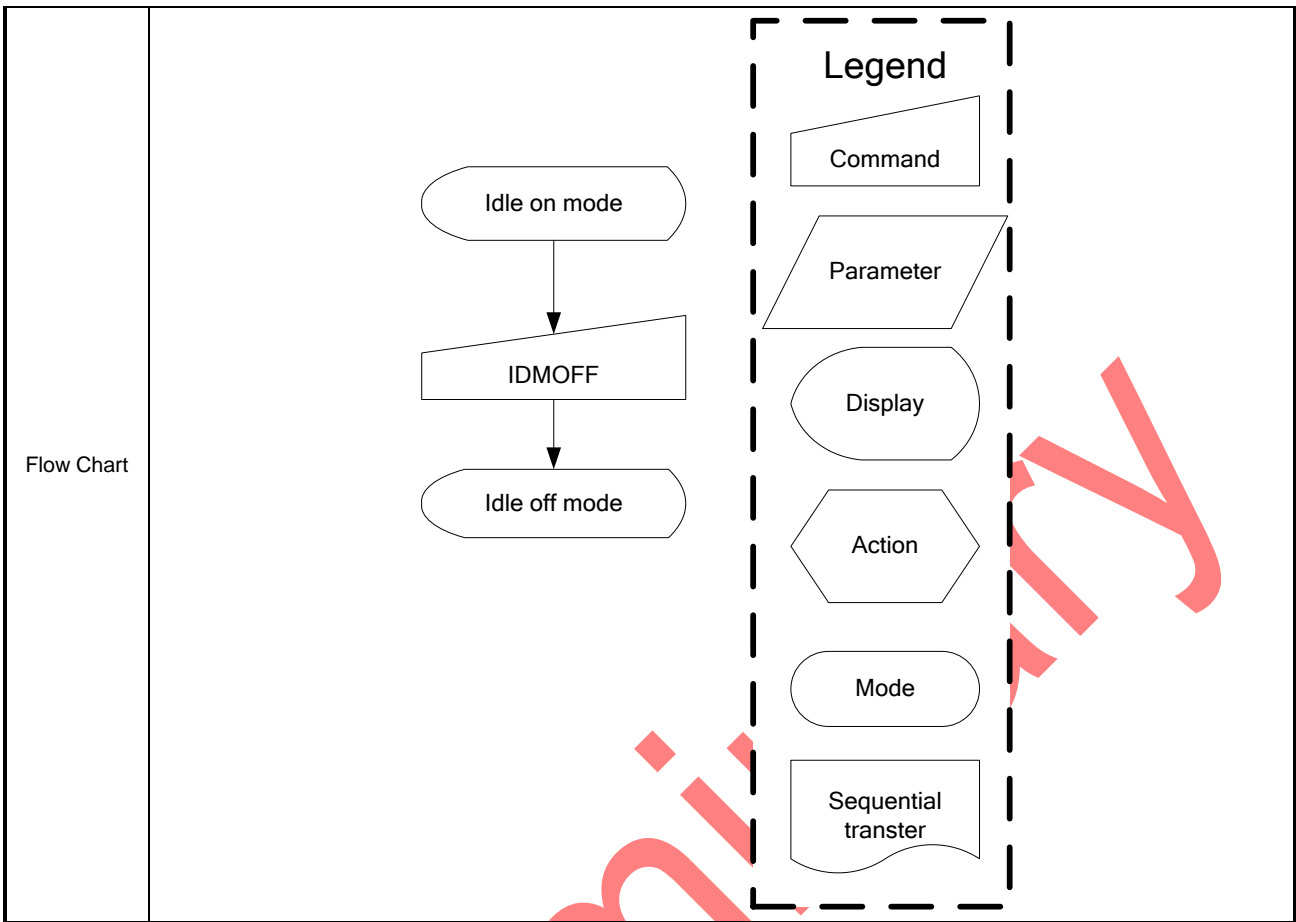 Flow Chart
Idle on mode
IDMOFF
Idle off mode
Legend
Command
Parameter
Display
Action
Mode
Sequential
transter